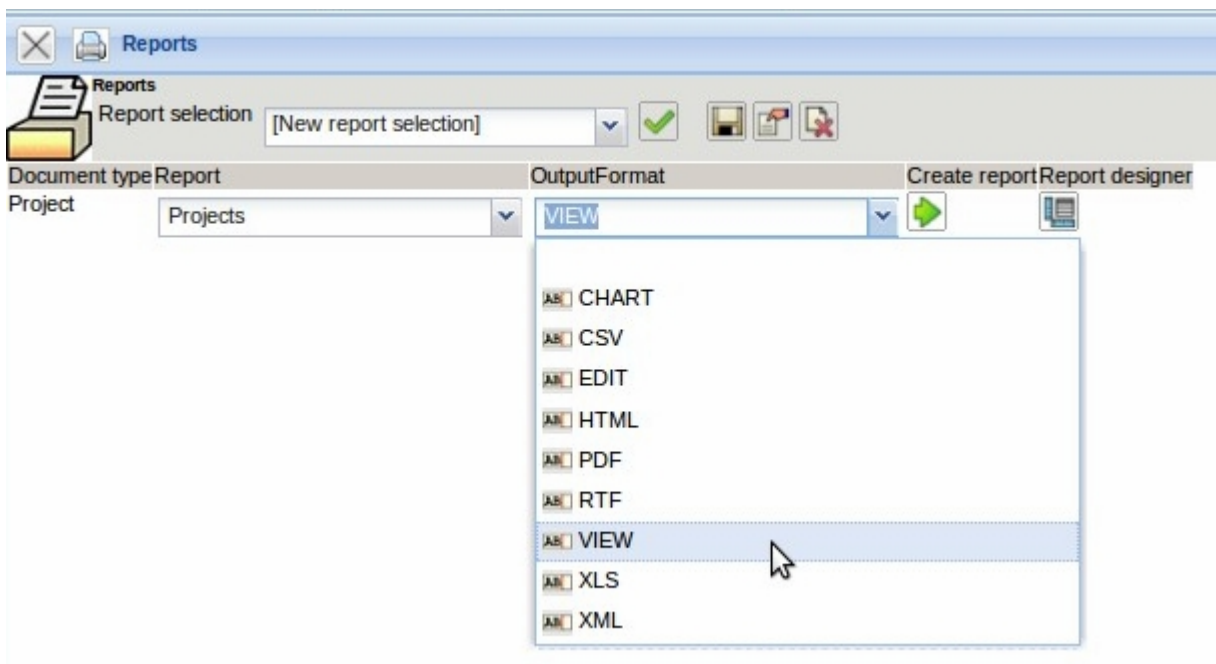 Reports
Reports
Report selection [New report selection]
Document type Report OutputFormat Create report Report designer
Project Projects VIEW
CHART
CSV
EDIT
HTML
PDF
RTF
VIEW
XLS
XML